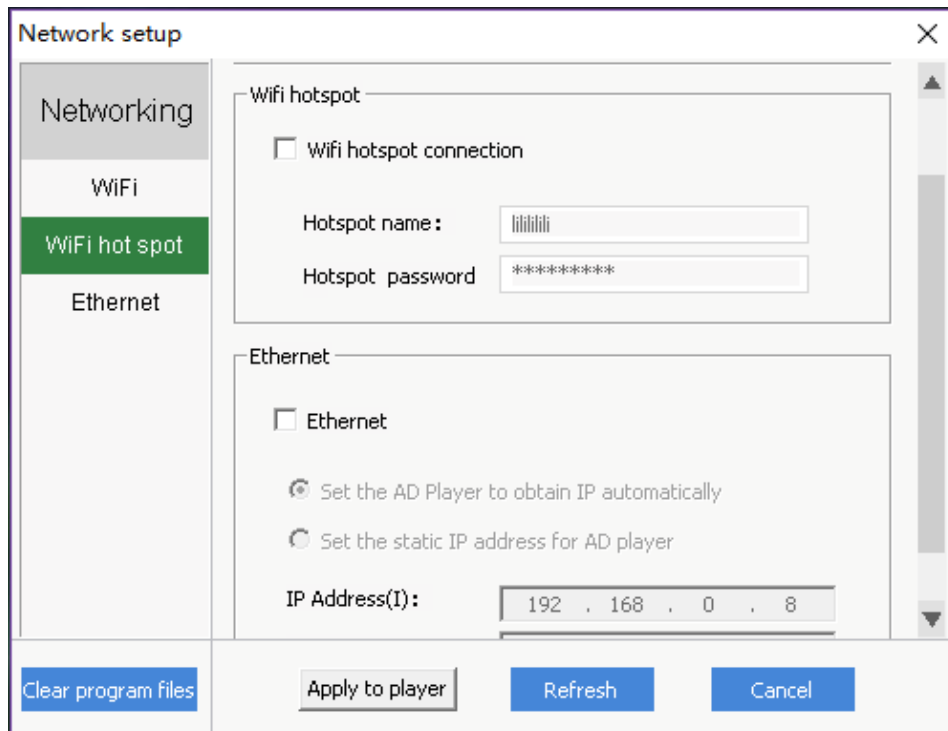 Network setup
Networking
WiFi
WiFi hot spot
Ethernet
Wifi hotspot
Wifi hotspot connection
Hotspot name:
lilililili
Hotspot password
*********
Ethernet
Ethernet
Set the AD Player to obtain IP automatically
Set the static IP address for AD player
IP Address(I):
192 . 168 . 0 . 8
Clear program files
Apply to player
Refresh
Cancel